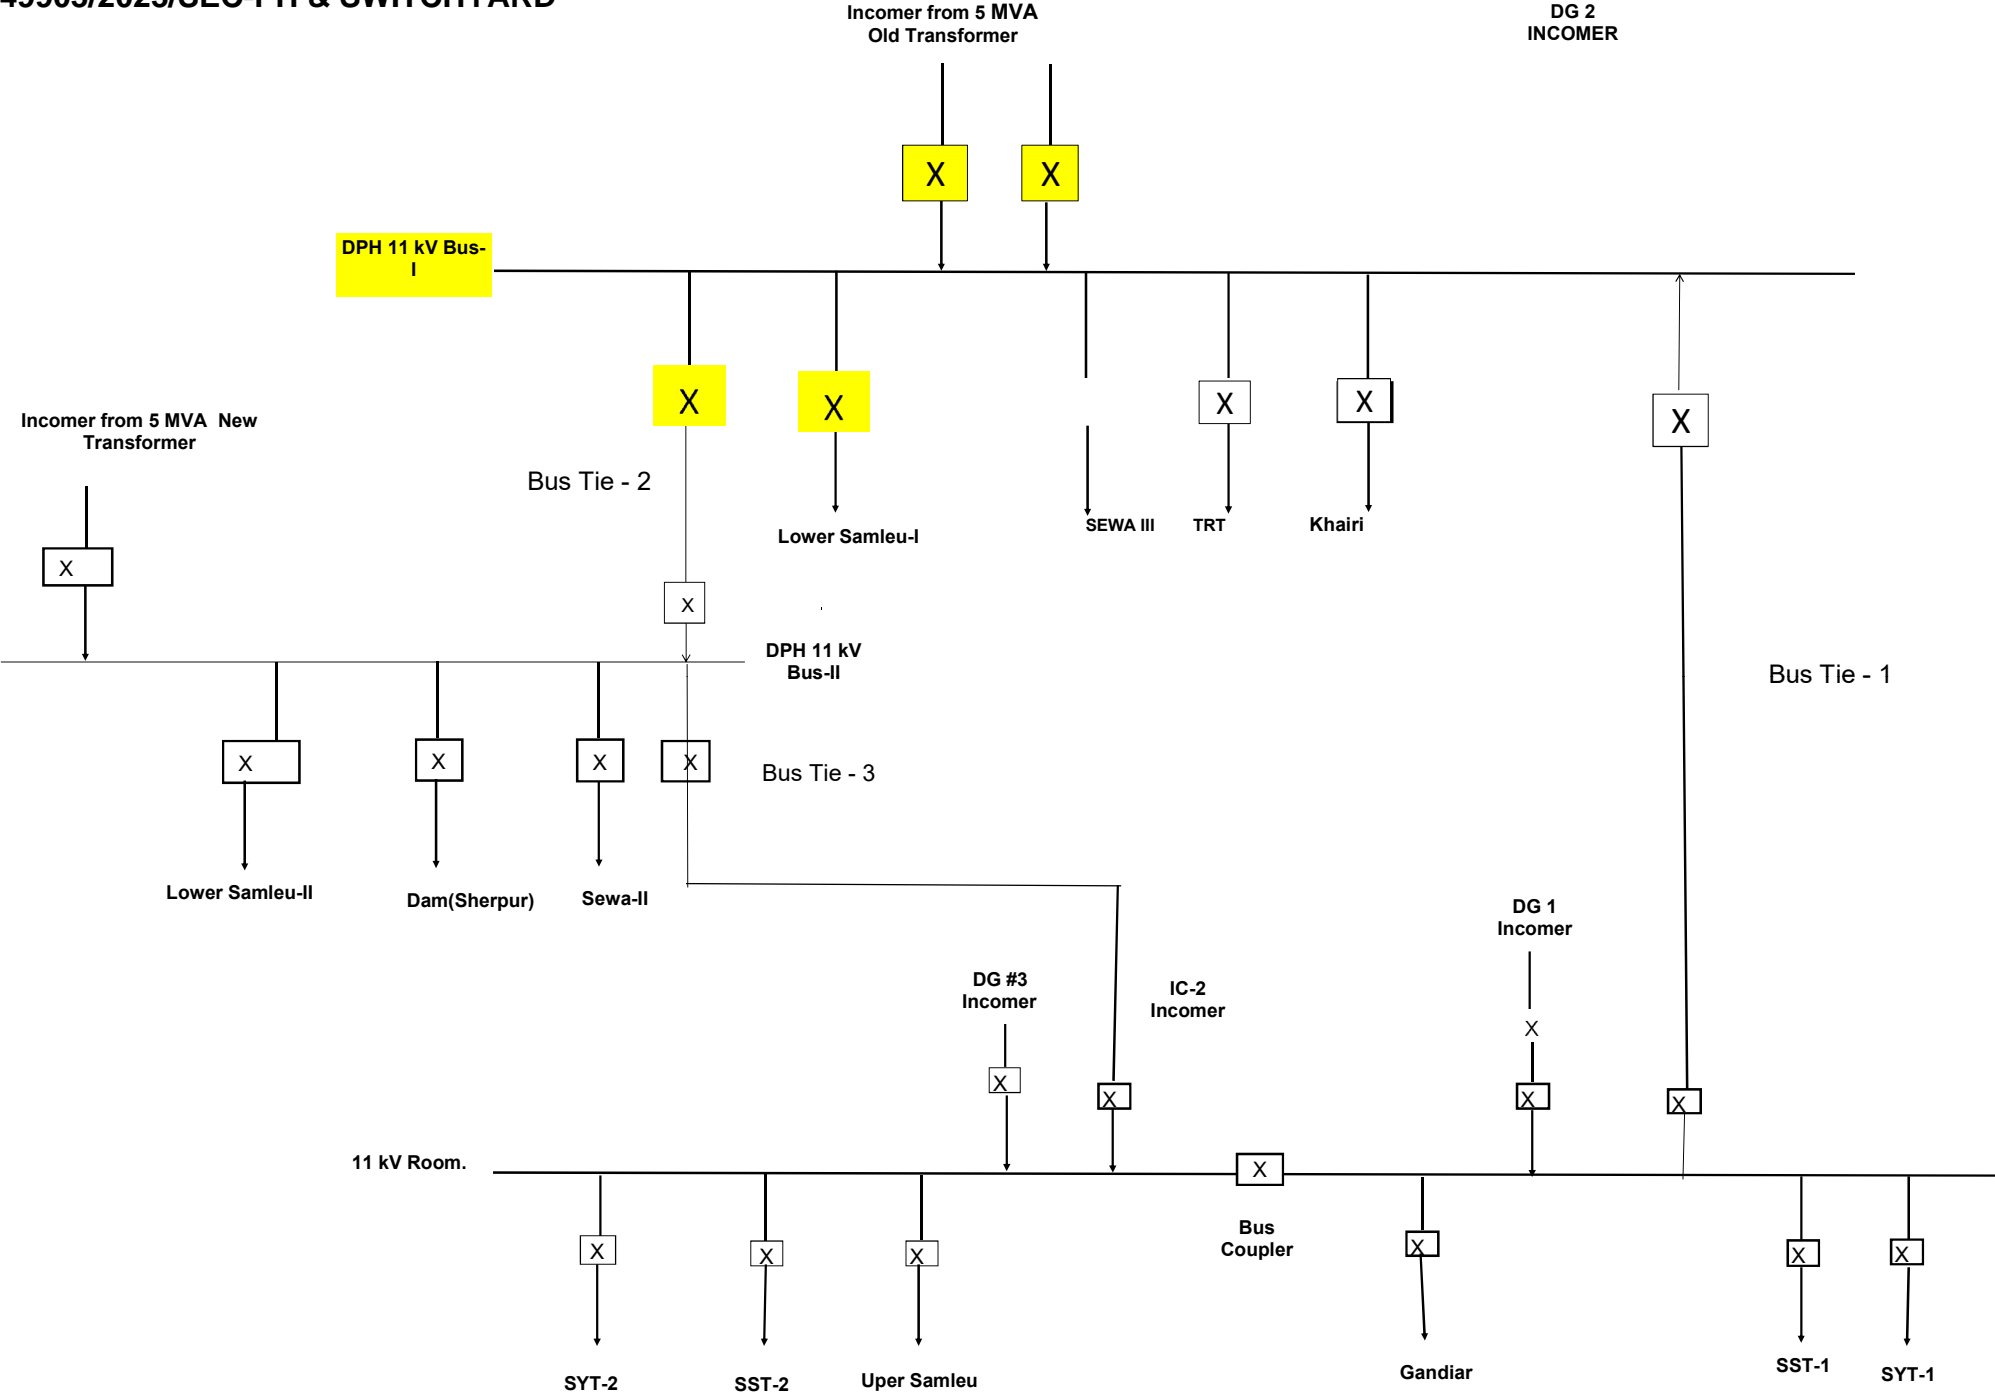 Incomer from 5 MVA
Old Transformer
DG 2
INCOMER
X
X
DPH 11 kV Bus-
I
X
X
X
X
X
Incomer from 5 MVA New
Transformer
Bus Tie - 2
Lower Samleu-I
SEWA III
TRT
Khairi
X
X
DPH 11 kV
Bus-II
Bus Tie - 1
X
X
X
X
Bus Tie - 3
Lower Samleu-II
Dam(Sherpur)
Sewa-II
DG 1
Incomer
DG #3
Incomer
IC-2
Incomer
X
X
X
X
X
11 kV Room.
X
Bus
Coupler
X
X
X
X
X
X
SYT-2
SST-2
Uper Samleu
Gandiar
SST-1
SYT-1